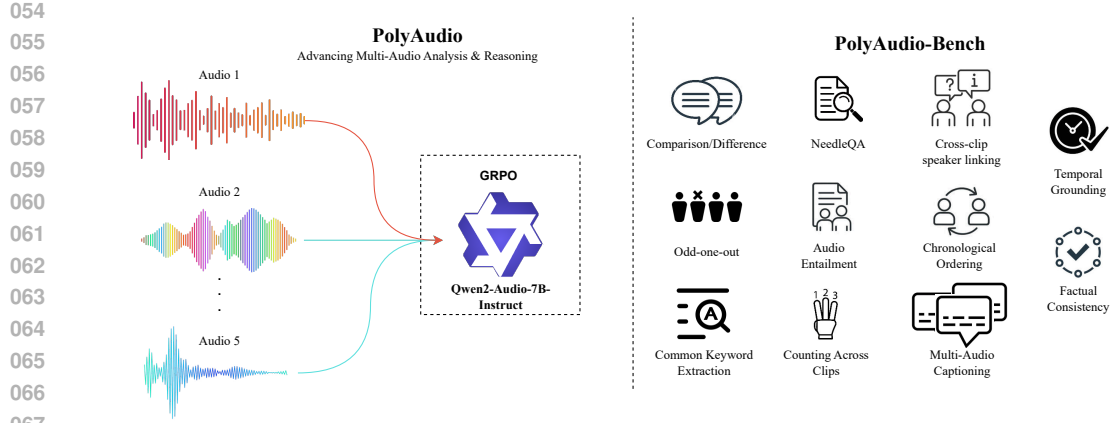 054
055
056
057
058
059
060
061
062
063
064
065
066
PolyAudio
Advancing Multi-Audio Analysis & Reasoning
Audio 1
Audio 2
.
.
.
Audio 5
GRPO
Qwen2-Audio-7B-
Instruct
PolyAudio-Bench
Comparison/Difference
NeedleQA
?
i
Cross-clip
speaker linking
Odd-one-out
Audio
Entailment
Chronological
Ordering
A
Common Keyword
Extraction
1 2 3
Counting Across
Clips
Multi-Audio
Captioning
Temporal
Grounding
Factual
Consistency